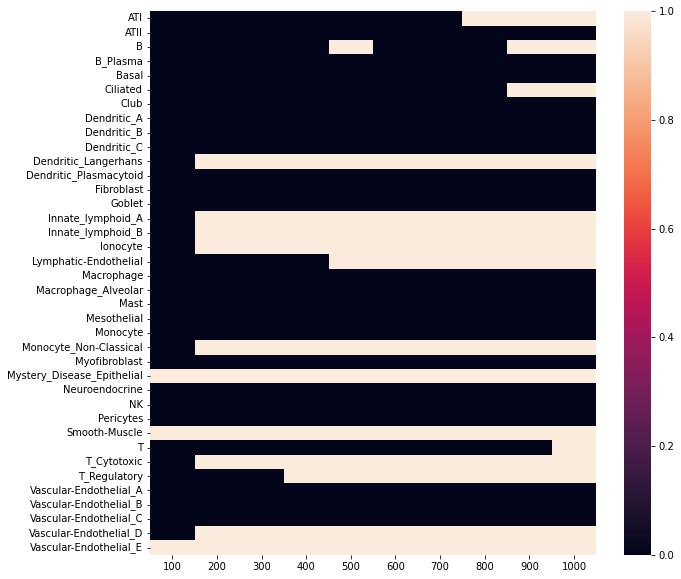 ATI
ATII
B
B_Plasma
Basal
Ciliated
Club
Dendritic_A
Dendritic_B
Dendritic_C
Dendritic_Langerhans
Dendritic_Plasmacytoid
Fibroblast
Goblet
Innate_lymphoid_A
Innate_lymphoid_B
Ionocyte
Lymphatic-Endothelial
Macrophage
Macrophage_Alveolar
Mast
Mesothelial
Monocyte
Monocyte_Non-Classical
Myofibroblast
Mystery_Disease_Epithelial
Neuroendocrine
NK
Pericytes
Smooth-Muscle
T
T_Cytotoxic
T_Regulatory
Vascular-Endothelial_A
Vascular-Endothelial_B
Vascular-Endothelial_C
Vascular-Endothelial_D
Vascular-Endothelial_E
100 200 300 400 500 600 700 800 900 1000
1.0
0.8
0.6
0.4
0.2
0.0